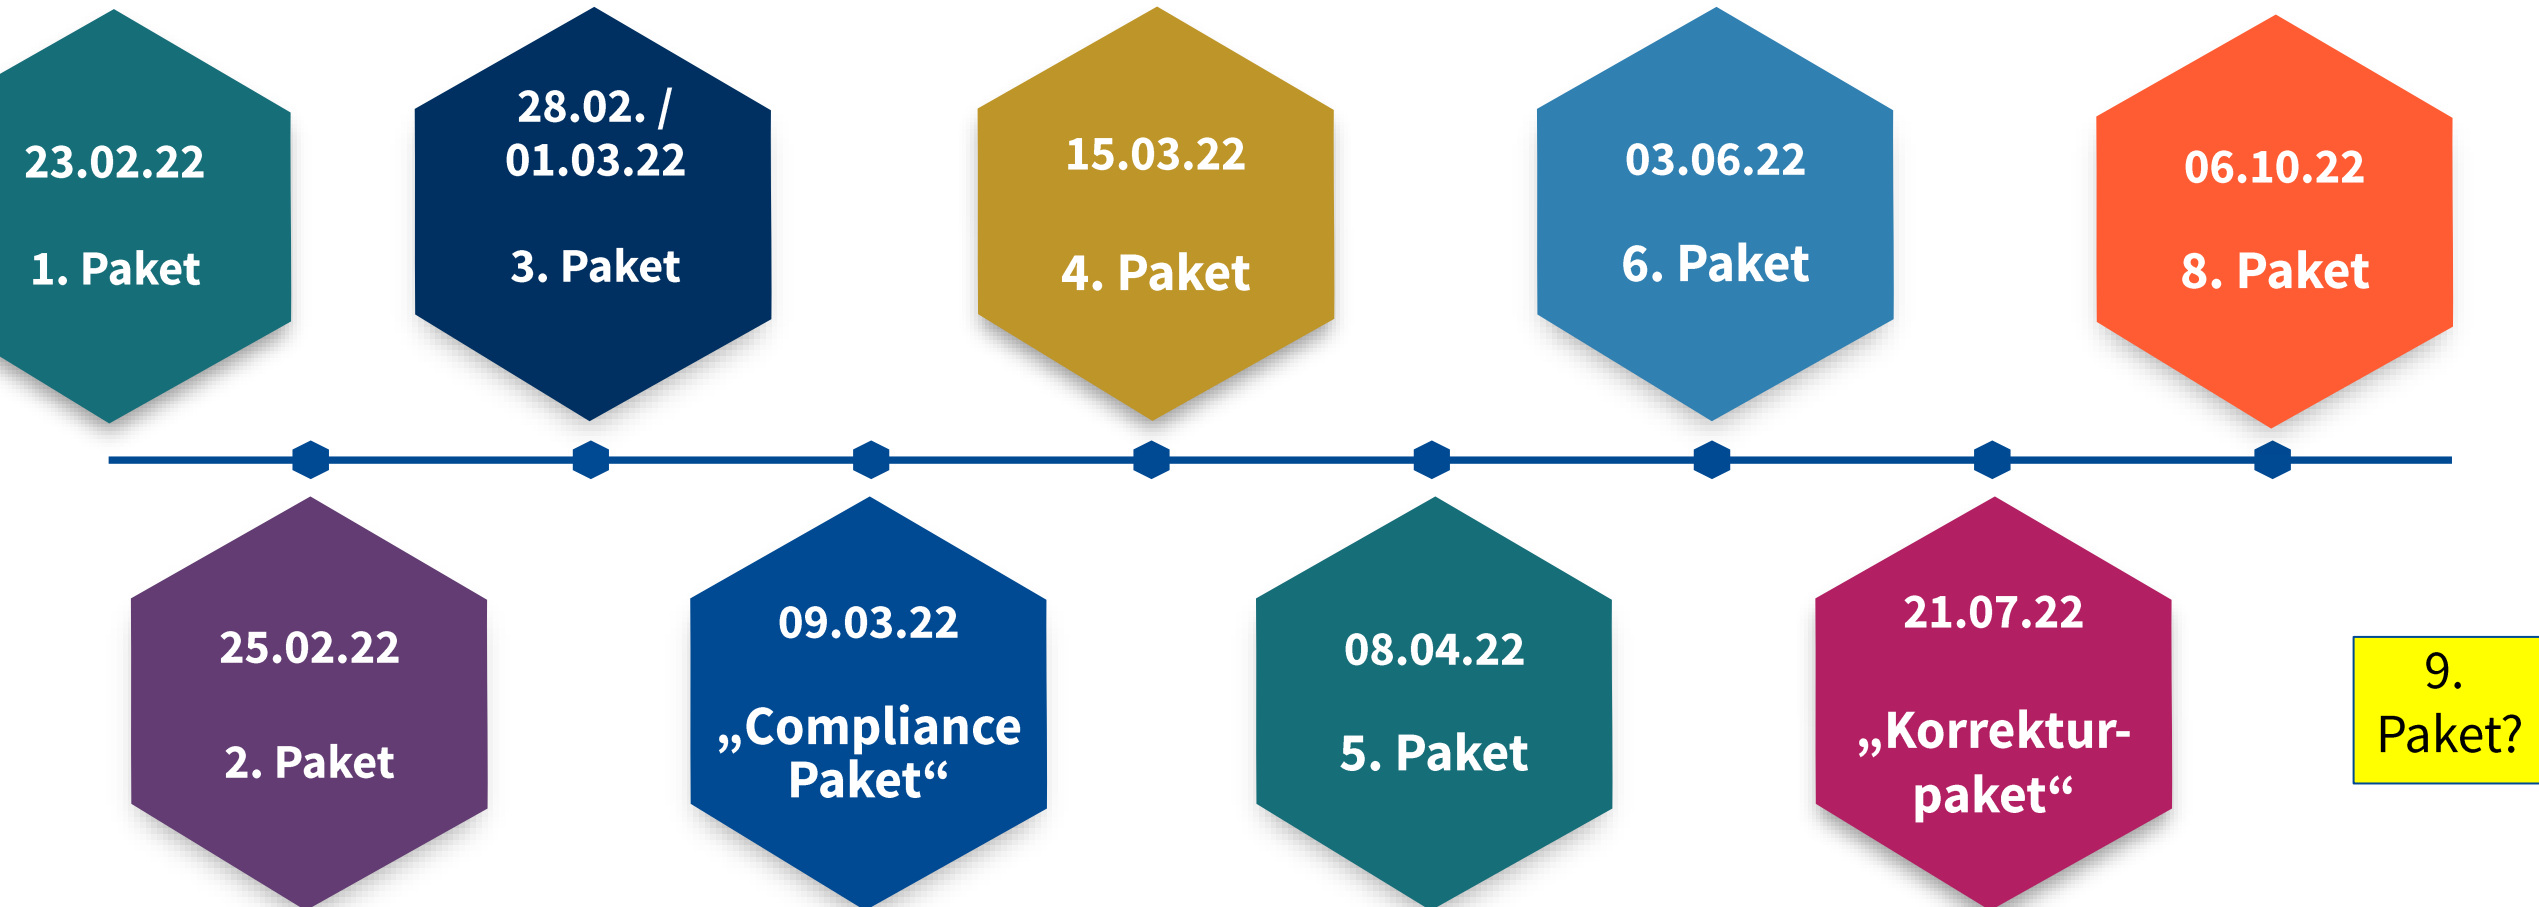 23.02.22
1. Paket
28.02. /
01.03.22
3. Paket
15.03.22
4. Paket
03.06.22
6. Paket
06.10.22
8. Paket
25.02.22
2. Paket
09.03.22
„Compliance
Paket“
08.04.22
5. Paket
21.07.22
„Korrektur-
paket“
9.
Paket?